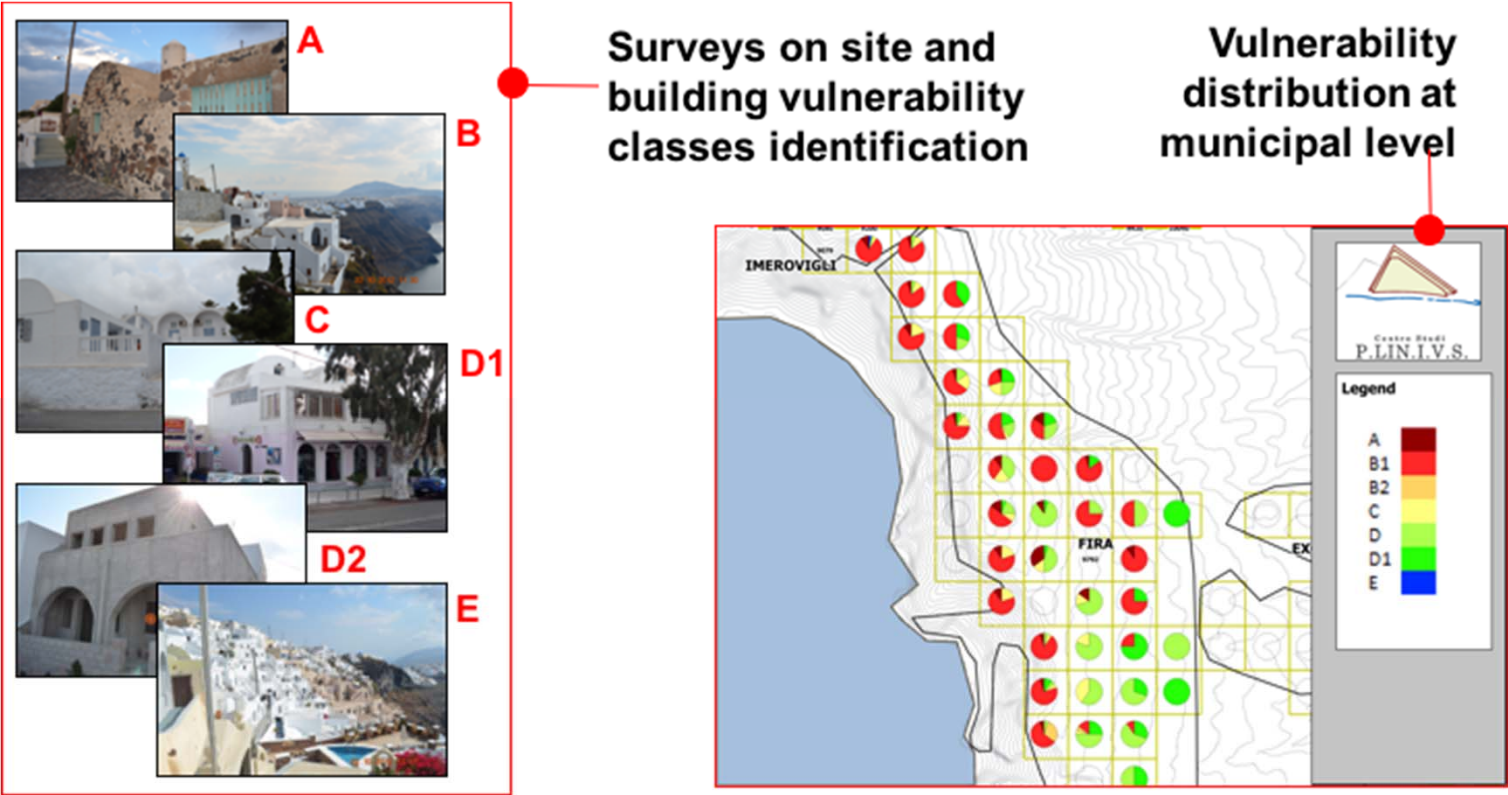 A
B
C
D1
D2
E
Surveys on site and
building vulnerability
classes identification
Vulnerability
distribution at
municipal level
IMEROVIGLI
FIRA
EX
Centro Studi
P.LIN.I.V.S.
Legend
A
B1
B2
C
D
D1
E